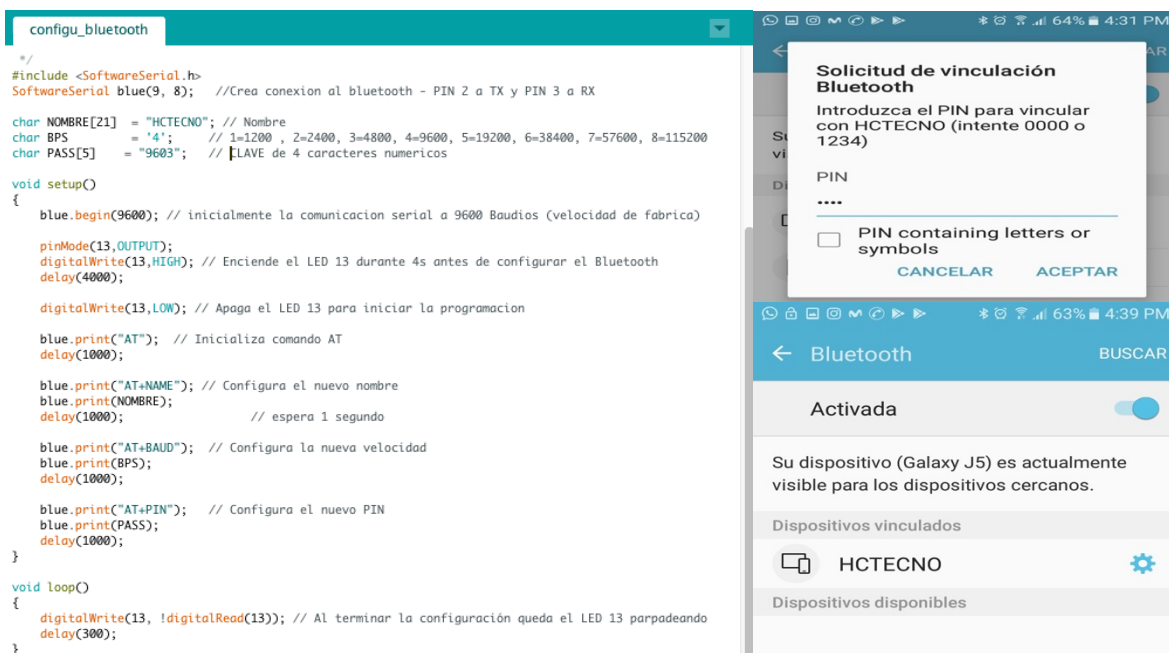 configu_bluetooth
*/
#include <SoftwareSerial.h>
SoftwareSerial blue(9, 8);   //Crea conexion al bluetooth - PIN 2 a TX y PIN 3 a RX
char NOMBRE[21]  = "HCTECNO"; // Nombre
char BPS         = '4';     // 1=1200 , 2=2400, 3=4800, 4=9600, 5=19200, 6=38400, 7=57600, 8=115200
char PASS[5]    = "9603";  // CLAVE de 4 caracteres numericos
void setup()
{
    blue.begin(9600); // inicialmente la comunicacion serial a 9600 Baudios (velocidad de fabrica)
    pinMode(13,OUTPUT);
    digitalWrite(13,HIGH); // Enciende el LED 13 durante 4s antes de configurar el Bluetooth
    delay(4000);
    digitalWrite(13,LOW); // Apaga el LED 13 para iniciar la programacion
    blue.print("AT");  // Inicializa comando AT
    delay(1000);
    blue.print("AT+NAME"); // Configura el nuevo nombre
    blue.print(NOMBRE);
    delay(1000);                  // espera 1 segundo
    blue.print("AT+BAUD");  // Configura la nueva velocidad
    blue.print(BPS);
    delay(1000);
    blue.print("AT+PIN");   // Configura el nuevo PIN
    blue.print(PASS);
    delay(1000);
}
void loop()
{
    digitalWrite(13, !digitalRead(13)); // Al terminar la configuración queda el LED 13 parpadeando
    delay(300);
}
64% 4:31 PM
AR
Solicitud de vinculación
Bluetooth
Introduzca el PIN para vincular
con HCTECNO (intente 0000 o
1234)
Su
vi
Di
PIN
••••
PIN containing letters or
symbols
CANCELAR ACEPTAR
63% 4:39 PM
Bluetooth BUSCAR
Activada
Su dispositivo (Galaxy J5) es actualmente
visible para los dispositivos cercanos.
Dispositivos vinculados
HCTECNO
Dispositivos disponibles